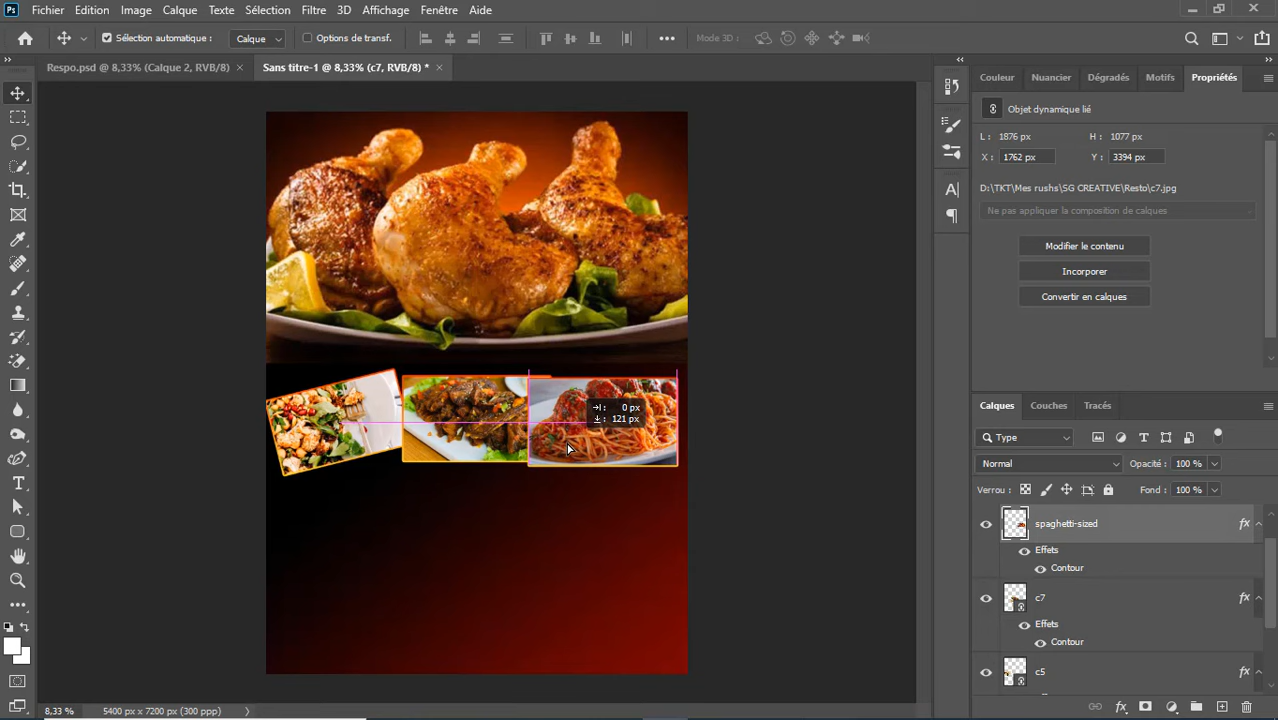 Ps Fichier Edition Image Calque Texte Sélection Filtre 3D Affichage Fenêtre Aide
Sélection automatique : Calque Options de transf. Mode 3D :
Respo.psd @ 8,33% (Calque 2, RVB/8) × Sans titre-1 @ 8,33% (c7, RVB/8) * ×
Couleur Nuancier Dégradés Motifs Propriétés
Objet dynamique lié
L : 1876 px H : 1077 px
X : 1762 px Y : 3394 px
D:\TKT\Mes rushs\SG CREATIVE\Resto\c7.jpg
Ne pas appliquer la composition de calques
Modifier le contenu
Incorporer
Convertir en calques
0 px
121 px
Calques Couches Tracés
Type
Normal Opacité : 100 %
Verrou : Fond : 100 %
spaghetti-sized fx
Effets
Contour
c7 fx
Effets
Contour
c5 fx
8,33 % 5400 px x 7200 px (300 ppp)